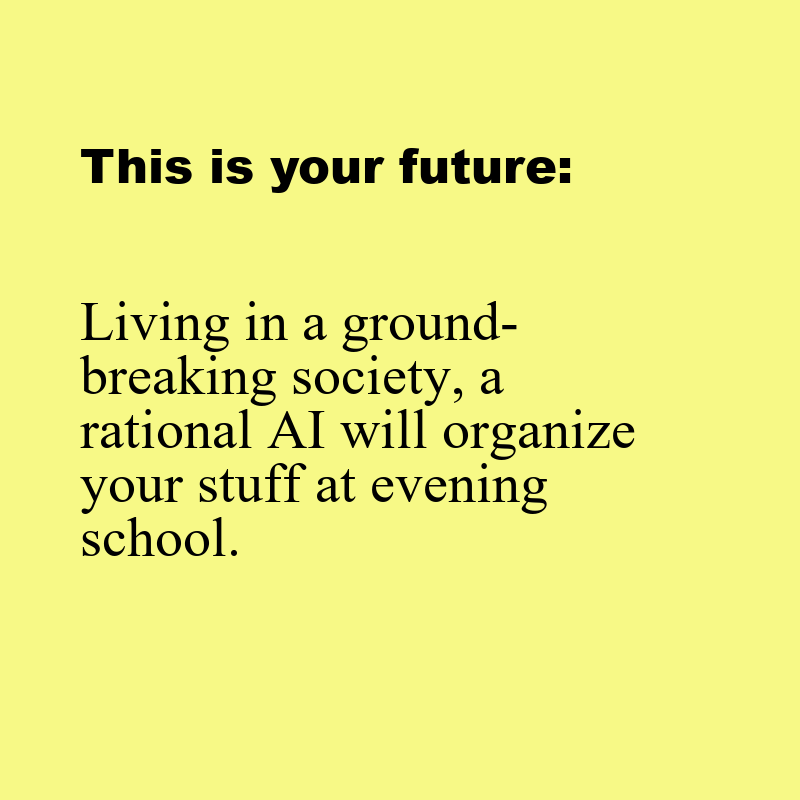 This is your future:
Living in a ground-
breaking society, a
rational AI will organize
your stuff at evening
school.